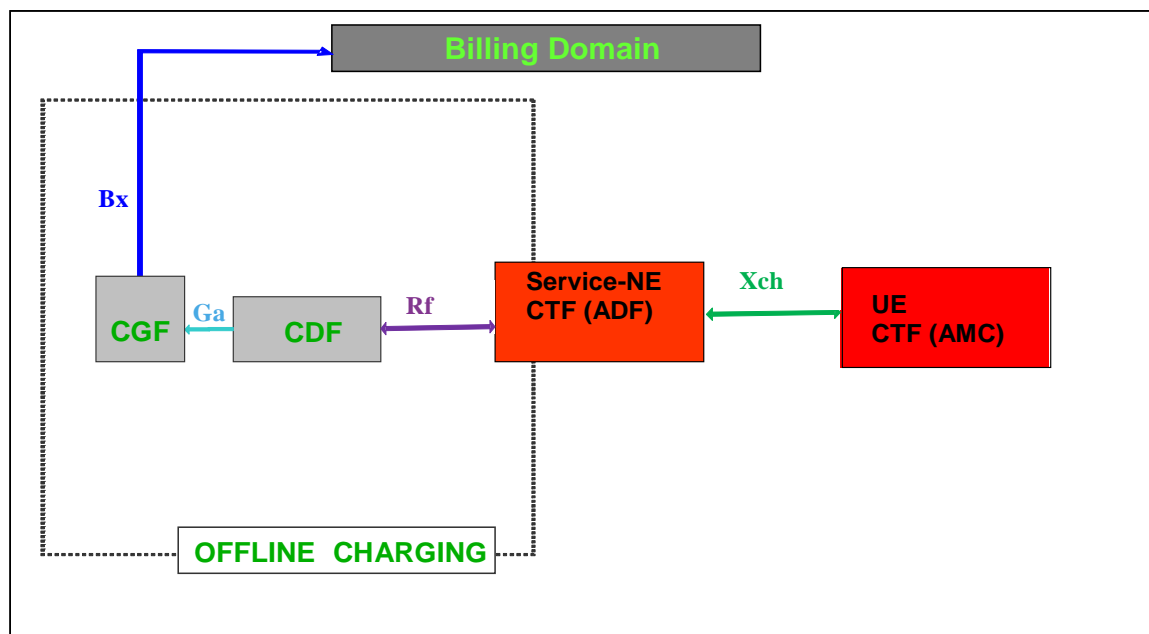 Billing Domain
Bx
Service-NE
CTF (ADF)
Xch
UE
CTF (AMC)
Ga
Rf
CGF
CDF
OFFLINE CHARGING